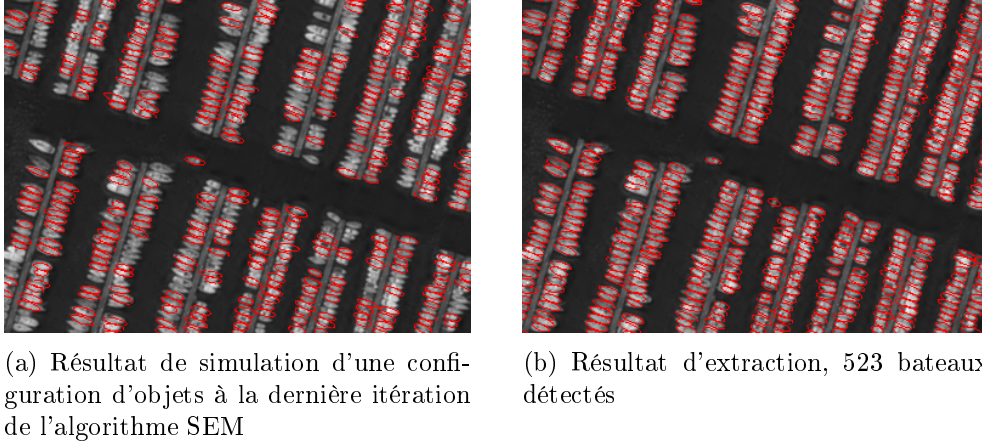 (a) Résultat de simulation d'une confi-
guration d'objets à la dernière itération
de l'algorithme SEM
(b) Résultat d'extraction, 523 bateaux
détectés